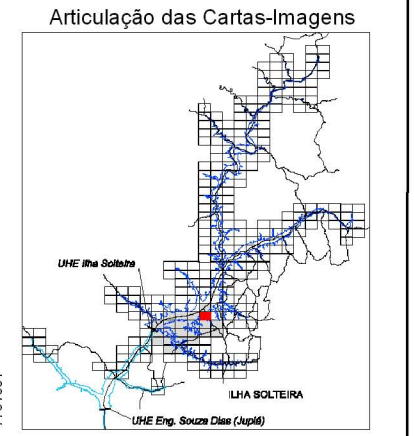 Articulação das Cartas-Imagens
UHE Ilha Solteira
ILHA SOLTEIRA
UHE Eng. Souza Dias (Jupiá)